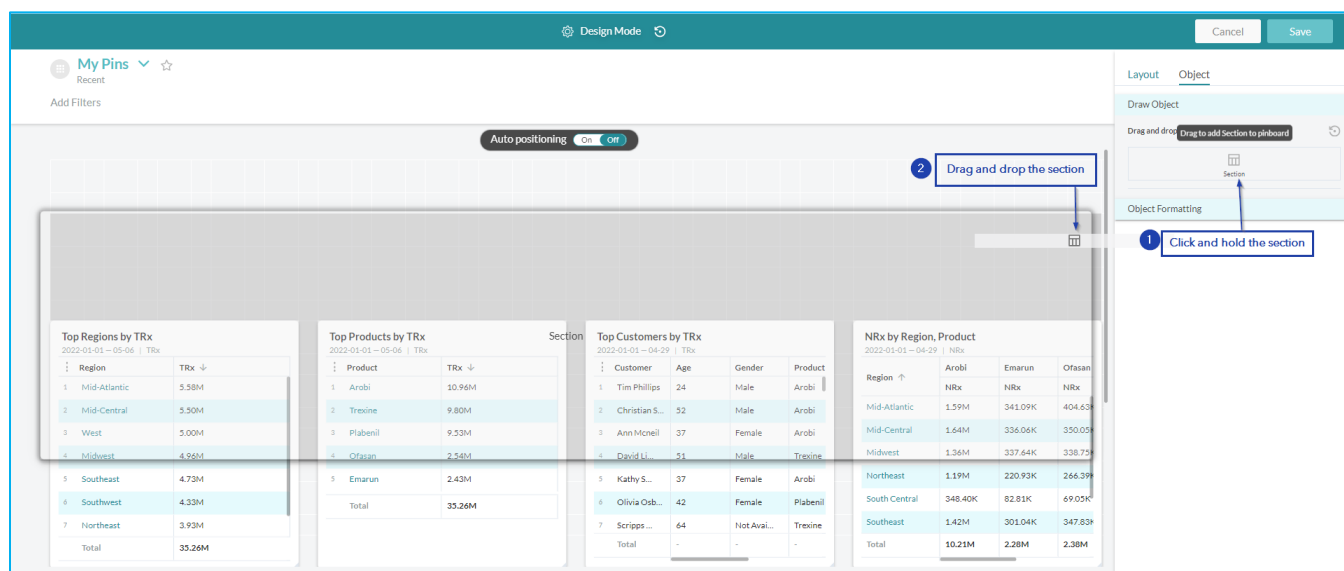 Design Mode
Cancel
Save
My Pins
Recent
Add Filters
Layout Object
Draw Object
Drag and drop
Drag to add Section to pinboard
Section
Object Formatting
Auto positioning On Off
2 Drag and drop the section
1 Click and hold the section
Section
Top Regions by TRx
2022-01-01 — 05-06 | TRx
Region TRx
1 Mid-Atlantic 5.58M
2 Mid-Central 5.50M
3 West 5.00M
4 Midwest 4.96M
5 Southeast 4.73M
6 Southwest 4.33M
7 Northeast 3.93M
Total 35.26M
Top Products by TRx
2022-01-01 — 05-06 | TRx
Product TRx
1 Arobi 10.96M
2 Trexine 9.80M
3 Plabenil 9.53M
4 Ofasan 2.54M
5 Emarun 2.43M
Total 35.26M
Top Customers by TRx
2022-01-01 — 04-29 | TRx
Customer Age Gender Product
1 Tim Phillips 24 Male Arobi
2 Christian S... 52 Male Arobi
3 Ann Mcneil 37 Female Arobi
4 David Li... 51 Male Trexine
5 Kathy S... 37 Female Arobi
6 Olivia Osb... 42 Female Plabenil
7 Scripps ... 64 Not Avai... Trexine
Total - - -
NRx by Region, Product
2022-01-01 — 04-29 | NRx
Region Arobi Emarun Ofasan
NRx NRx NRx
Mid-Atlantic 1.59M 341.09K 404.63K
Mid-Central 1.64M 336.06K 350.05K
Midwest 1.36M 337.64K 338.75K
Northeast 1.19M 220.93K 266.39K
South Central 348.40K 82.81K 69.05K
Southeast 1.42M 301.04K 347.83K
Total 10.21M 2.28M 2.38M